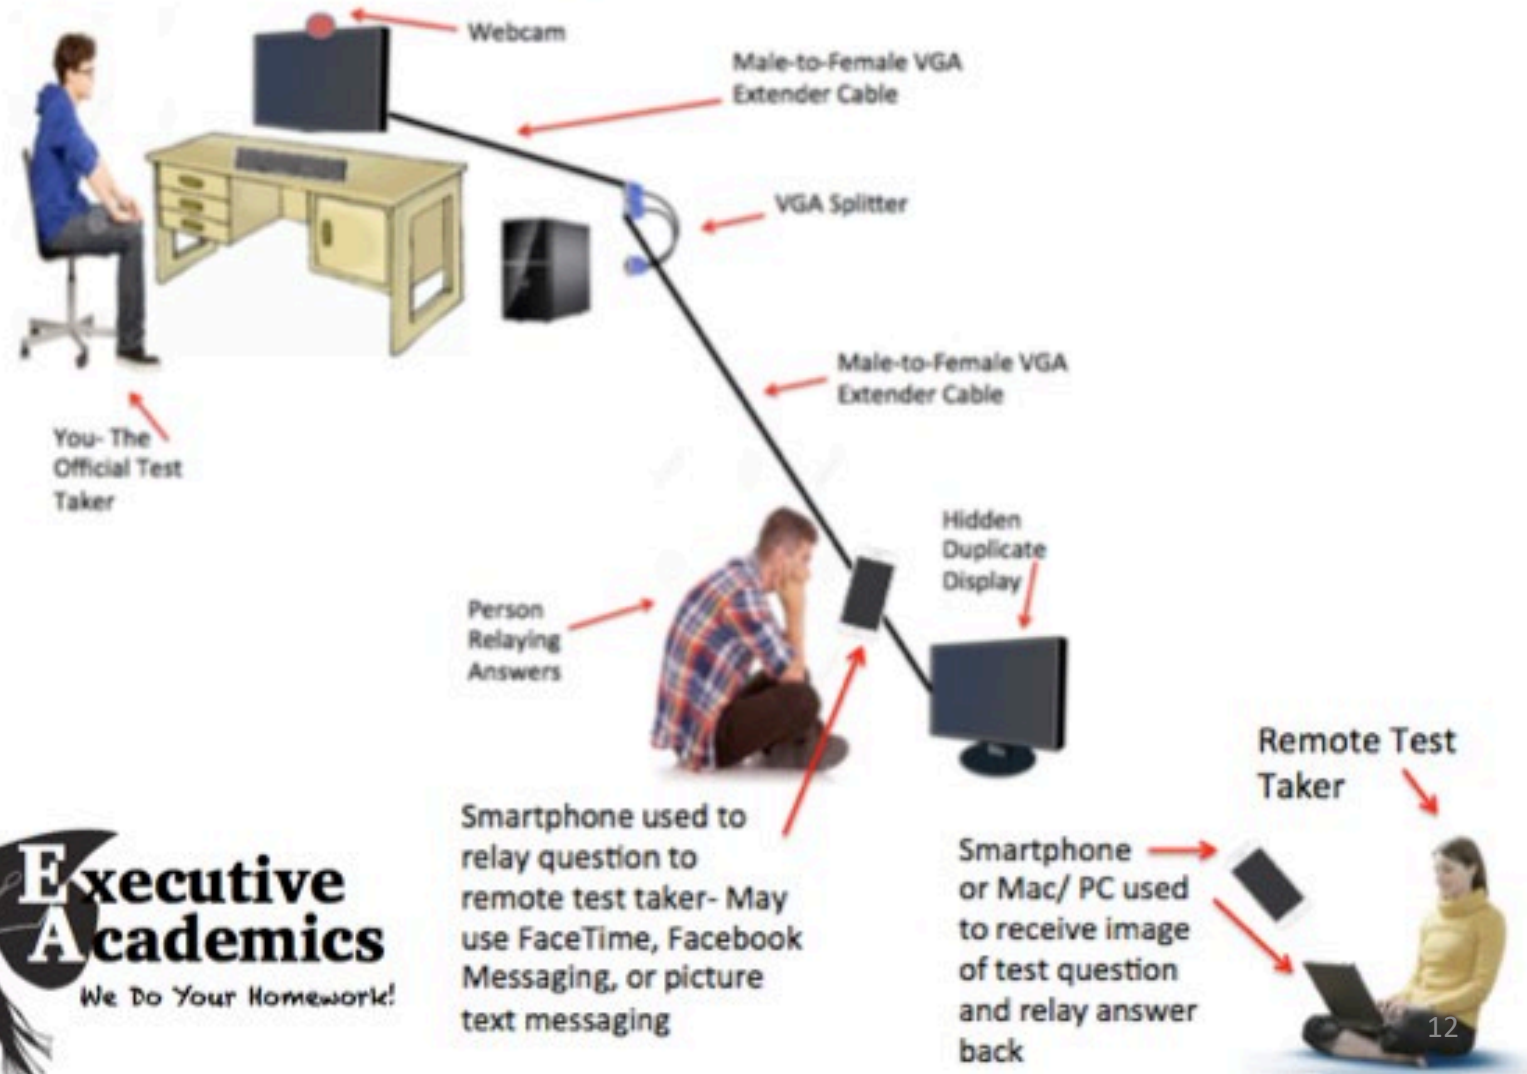 Webcam
Male-to-Female VGA
Extender Cable
VGA Splitter
Male-to-Female VGA
Extender Cable
You- The
Official Test
Taker
Hidden
Duplicate
Display
Person
Relaying
Answers
Remote Test
Taker
Smartphone used to
relay question to
remote test taker- May
use FaceTime, Facebook
Messaging, or picture
text messaging
Smartphone
or Mac/ PC used
to receive image
of test question
and relay answer
back
Executive
Academics
We Do Your Homework!
12